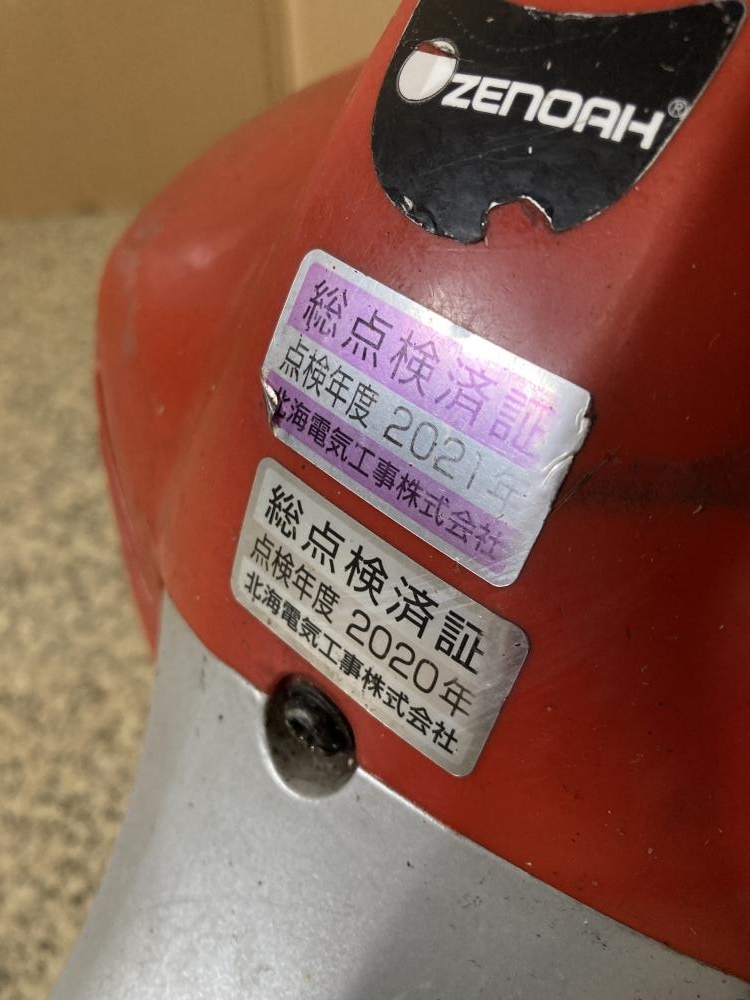 ZENOAH®
総点検済証
点検年度 2021年
北海電気工事株式会社
総点検済証
点検年度 2020年
北海電気工事株式会社